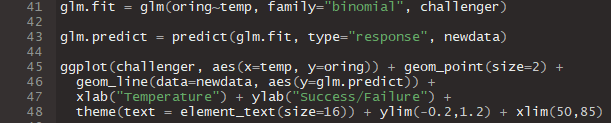 41 glm.fit = glm(oring~temp, family="binomial", challenger)
42
43 glm.predict = predict(glm.fit, type="response", newdata)
44
45 ggplot(challenger, aes(x=temp, y=oring)) + geom_point(size=2) +
46   geom_line(data=newdata, aes(y=glm.predict)) +
47   xlab("Temperature") + ylab("Success/Failure") +
48   theme(text = element_text(size=16)) + ylim(-0.2,1.2) + xlim(50,85)